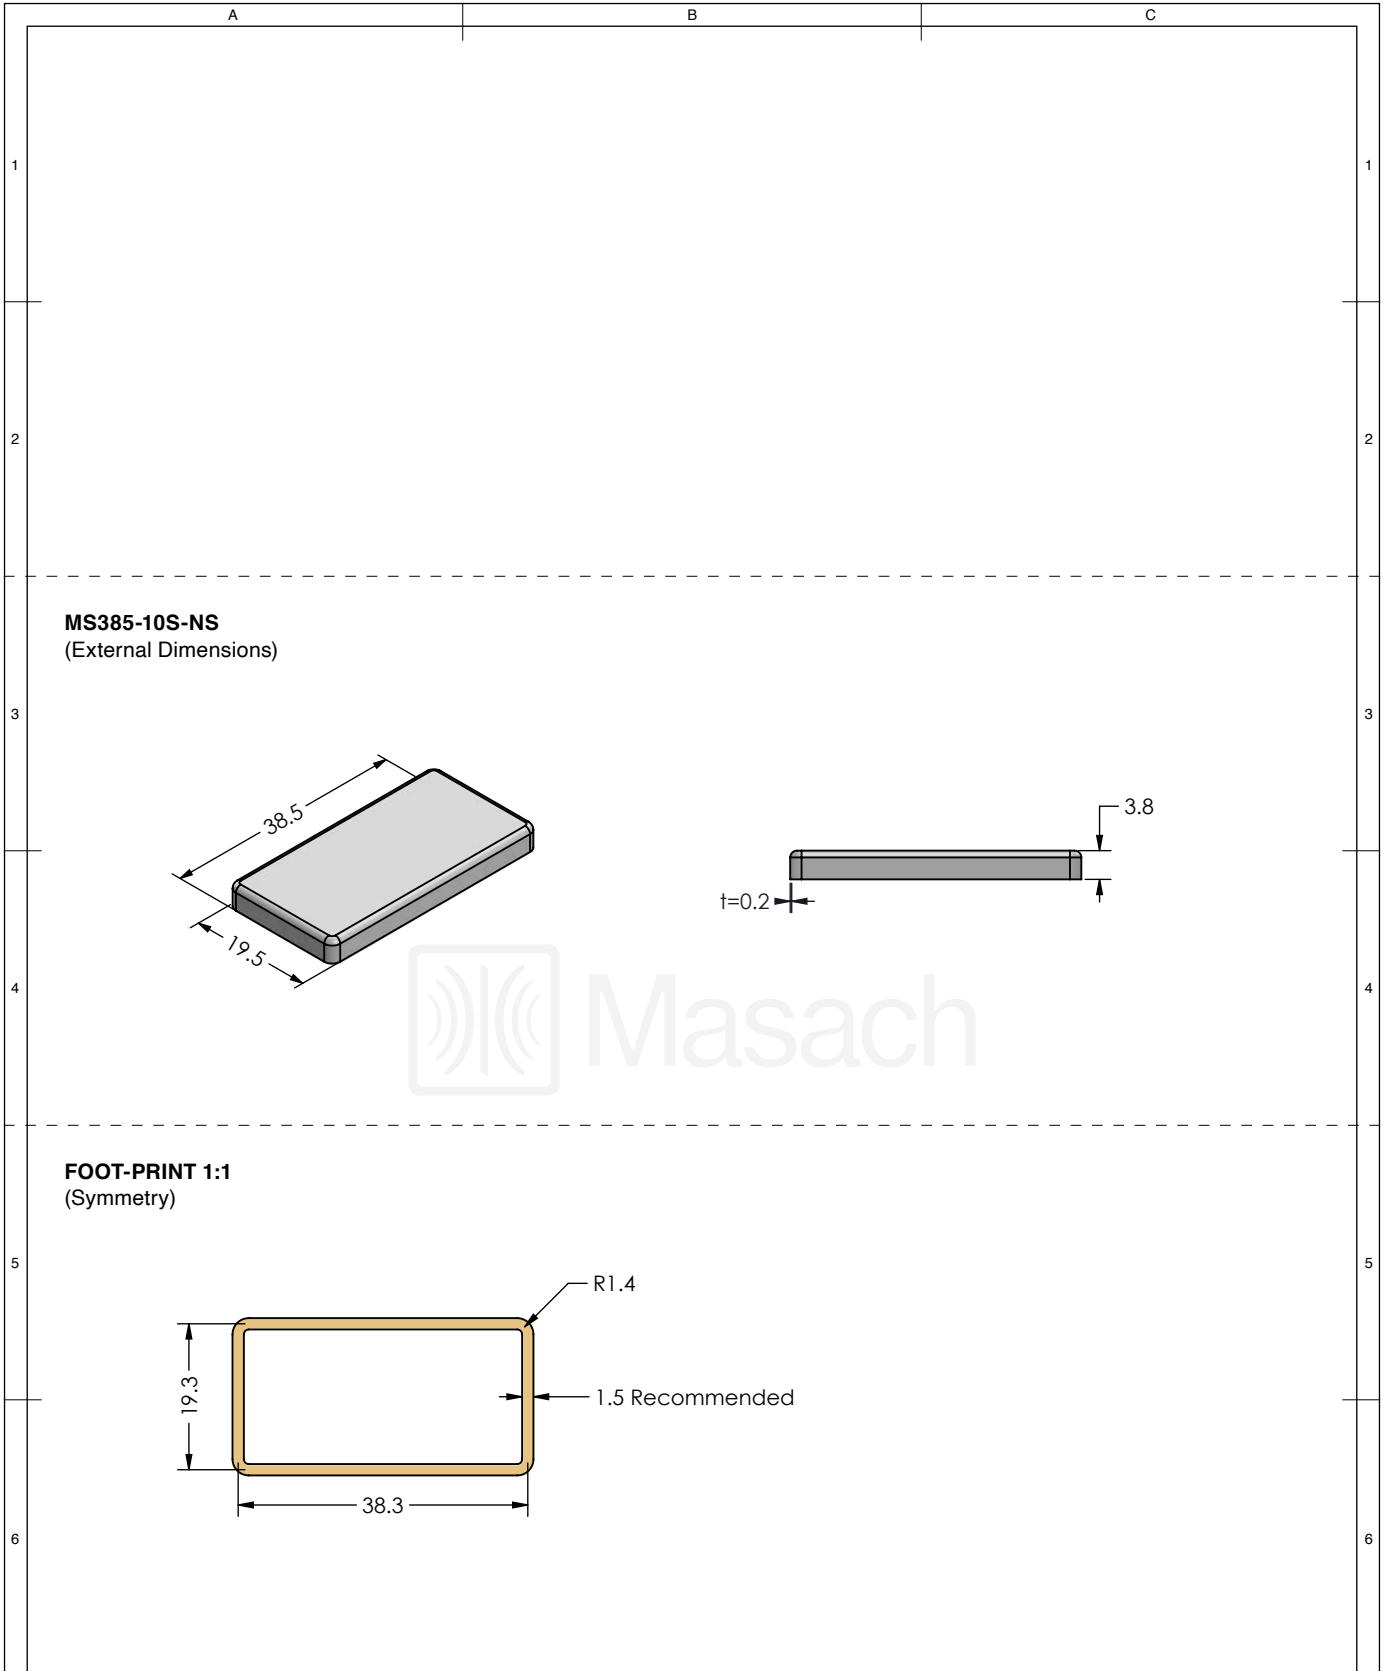 A B C
1 1
2 2
MS385-10S-NS
(External Dimensions)
3 3
38.5
3.8
t=0.2
19.5
Masach
4 4
FOOT-PRINT 1:1
(Symmetry)
5 5
R1.4
19.3
1.5 Recommended
38.3
6 6